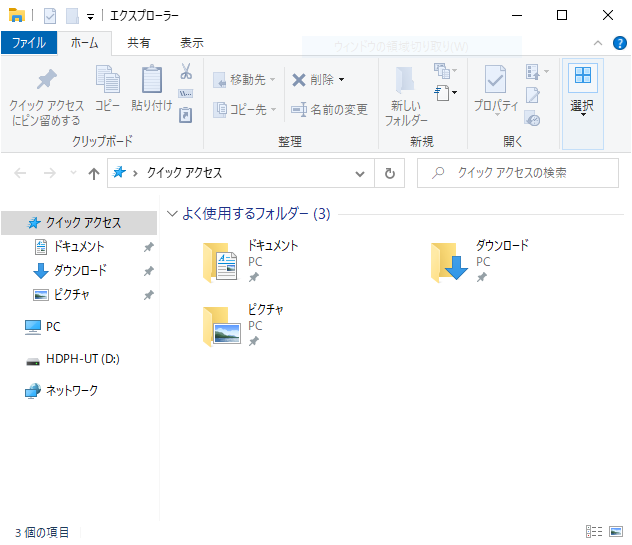 エクスプローラー
ファイル ホーム 共有 表示
ウィンドウの領域切り取り(W)
クイック アクセス
にピン留めする
コピー
貼り付け
移動先
コピー先
削除
名前の変更
新しい
フォルダー
プロパティ
選択
クリップボード 整理 新規 開く
クイック アクセス
クイック アクセスの検索
クイック アクセス
ドキュメント
ダウンロード
ピクチャ
PC
HDPH-UT (D:)
ネットワーク
よく使用するフォルダー (3)
ドキュメント
PC
ダウンロード
PC
ピクチャ
PC
3 個の項目